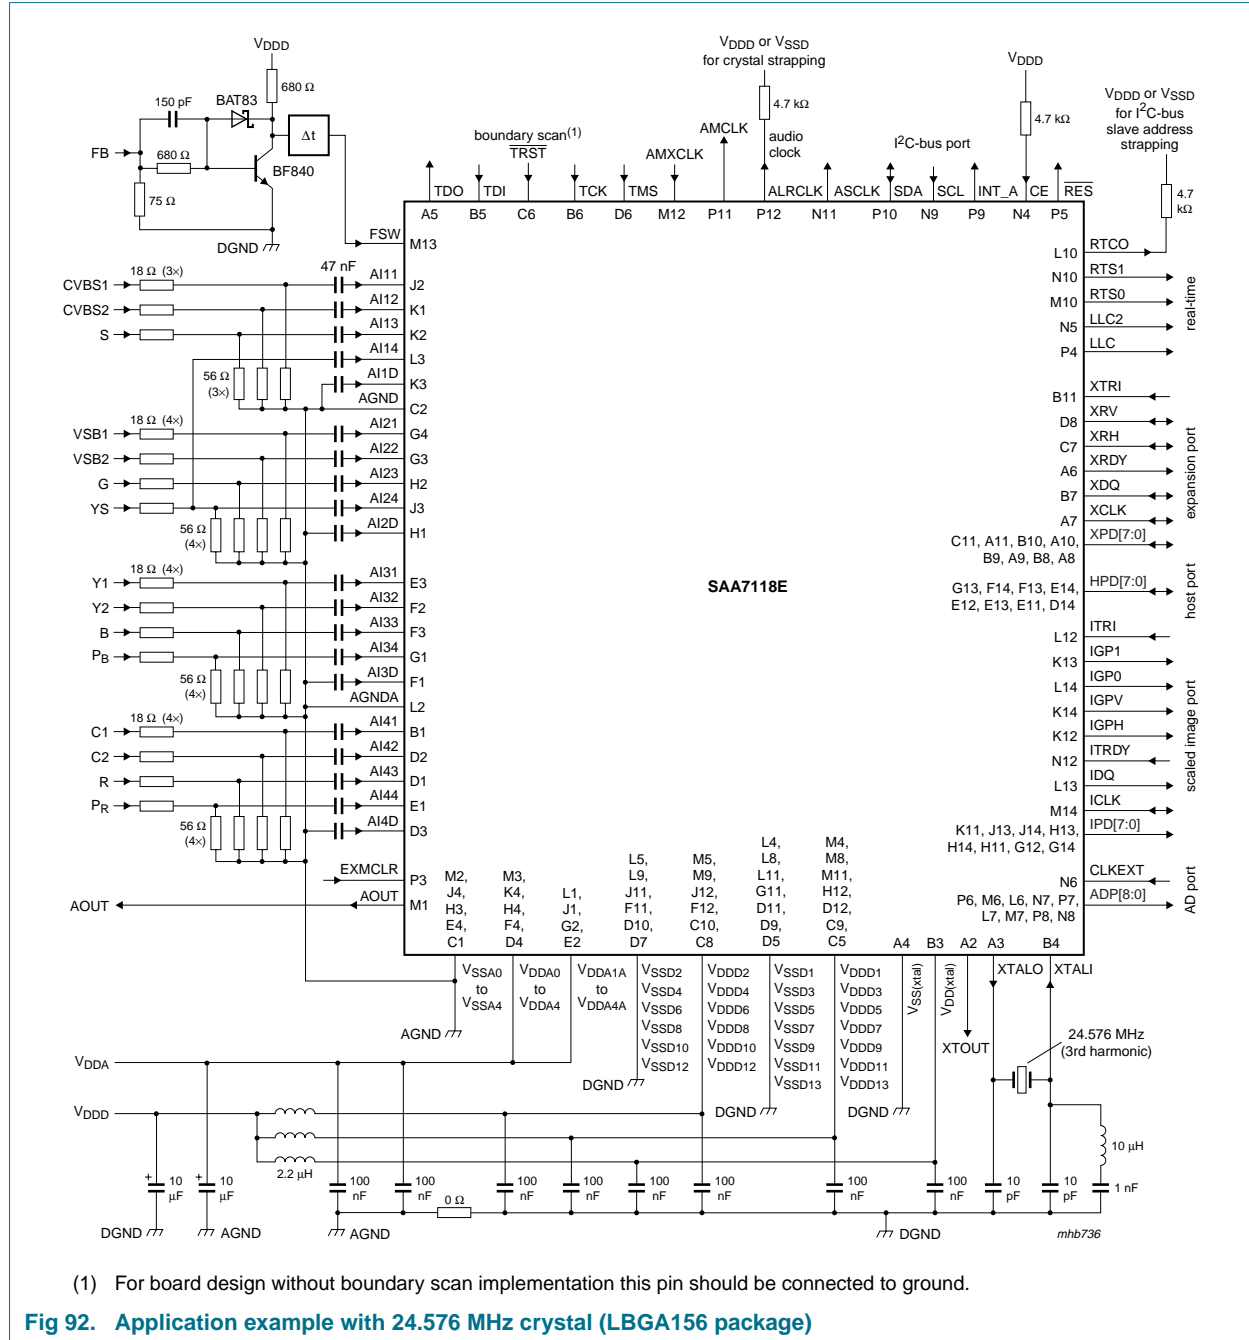 VDDD
680 Ω
150 pF
BAT83
Δt
FB
680 Ω
BF840
75 Ω
DGND
VDDD or VSSD
for crystal strapping
4.7 kΩ
audio
clock
VDDD
4.7 kΩ
VDDD or VSSD
for I2C-bus
slave address
strapping
4.7
kΩ
boundary scan(1)
TRST
AMXCLK
AMCLK
I2C-bus port
TDO
TDI
TCK
TMS
ALRCLK
ASCLK
SDA
SCL
INT_A
CE
RES
A5
B5
C6
B6
D6
M12
P11
P12
N11
P10
N9
P9
N4
P5
FSW
M13
18 Ω (3×)
47 nF
CVBS1
AI11
J2
CVBS2
AI12
K1
S
AI13
K2
AI14
L3
56 Ω
(3×)
AI1D
K3
AGND
C2
18 Ω (4×)
VSB1
AI21
G4
VSB2
AI22
G3
G
AI23
H2
YS
AI24
J3
56 Ω
(4×)
AI2D
H1
18 Ω (4×)
Y1
AI31
E3
Y2
AI32
F2
B
AI33
F3
PB
AI34
G1
56 Ω
(4×)
AI3D
F1
AGNDA
L2
18 Ω (4×)
C1
AI41
B1
C2
AI42
D2
R
AI43
D1
PR
AI44
E1
56 Ω
(4×)
AI4D
D3
EXMCLR
P3
AOUT
AOUT
M1
SAA7118E
L10
RTCO
N10
RTS1
M10
RTS0
N5
LLC2
P4
LLC
real-time
B11
XTRI
D8
XRV
C7
XRH
A6
XRDY
B7
XDQ
A7
XCLK
C11, A11, B10, A10,
B9, A9, B8, A8
XPD[7:0]
expansion port
G13, F14, F13, E14,
E12, E13, E11, D14
HPD[7:0]
host port
L12
ITRI
K13
IGP1
L14
IGP0
K14
IGPV
K12
IGPH
N12
ITRDY
L13
IDQ
M14
ICLK
K11, J13, J14, H13,
H14, H11, G12, G14
IPD[7:0]
scaled image port
N6
CLKEXT
P6, M6, L6, N7, P7,
L7, M7, P8, N8
ADP[8:0]
AD port
M2,
J4,
H3,
E4,
C1
M3,
K4,
H4,
F4,
D4
L1,
J1,
G2,
E2
L5,
L9,
J11,
F11,
D10,
D7
M5,
M9,
J12,
F12,
C10,
C8
L4,
L8,
L11,
G11,
D11,
D9,
D5
M4,
M8,
M11,
H12,
D12,
C9,
C5
A4
B3
A2
A3
B4
VSSA0
to
VSSA4
VDDA0
to
VDDA4
VDDA1A
to
VDDA4A
VSSD2
VSSD4
VSSD6
VSSD8
VSSD10
VSSD12
VDDD2
VDDD4
VDDD6
VDDD8
VDDD10
VDDD12
VSSD1
VSSD3
VSSD5
VSSD7
VSSD9
VSSD11
VSSD13
VDDD1
VDDD3
VDDD5
VDDD7
VDDD9
VDDD11
VDDD13
VSS(xtal)
VDD(xtal)
XTALO
XTALI
AGND
XTOUT
24.576 MHz
(3rd harmonic)
VDDA
DGND
VDDD
DGND
DGND
2.2 μH
10 μH
+
10
μF
+
10
μF
100
nF
100
nF
100
nF
100
nF
100
nF
100
nF
100
nF
100
nF
10
pF
10
pF
1 nF
0 Ω
DGND
AGND
AGND
DGND
mhb736
(1) For board design without boundary scan implementation this pin should be connected to ground.
Fig 92. Application example with 24.576 MHz crystal (LBGA156 package)